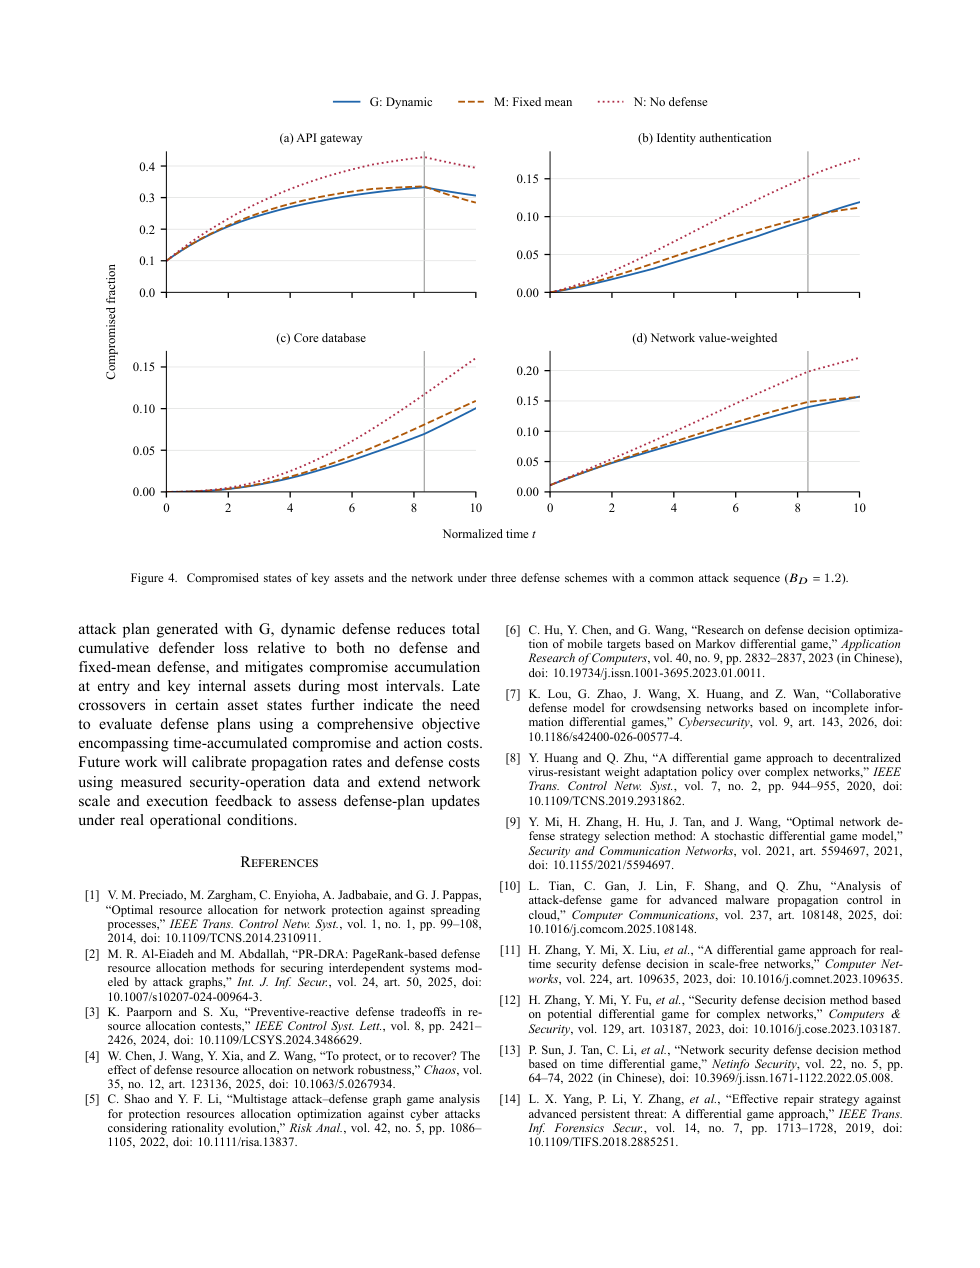 G: Dynamic M: Fixed mean N: No defense
(a) API gateway
0.4
0.3
0.2
0.1
0.0
(b) Identity authentication
0.15
0.10
0.05
0.00
Compromised fraction
(c) Core database
0.15
0.10
0.05
0.00
0 2 4 6 8 10
(d) Network value-weighted
0.20
0.15
0.10
0.05
0.00
0 2 4 6 8 10
Normalized time t
Figure 4. Compromised states of key assets and the network under three defense schemes with a common attack sequence (B_D = 1.2).
attack plan generated with G, dynamic defense reduces total
cumulative defender loss relative to both no defense and
fixed-mean defense, and mitigates compromise accumulation
at entry and key internal assets during most intervals. Late
crossovers in certain asset states further indicate the need
to evaluate defense plans using a comprehensive objective
encompassing time-accumulated compromise and action costs.
Future work will calibrate propagation rates and defense costs
using measured security-operation data and extend network
scale and execution feedback to assess defense-plan updates
under real operational conditions.
REFERENCES
[1] V. M. Preciado, M. Zargham, C. Enyioha, A. Jadbabaie, and G. J. Pappas,
“Optimal resource allocation for network protection against spreading
processes,” IEEE Trans. Control Netw. Syst., vol. 1, no. 1, pp. 99–108,
2014, doi: 10.1109/TCNS.2014.2310911.
[2] M. R. Al-Eiadeh and M. Abdallah, “PR-DRA: PageRank-based defense
resource allocation methods for securing interdependent systems mod-
eled by attack graphs,” Int. J. Inf. Secur., vol. 24, art. 50, 2025, doi:
10.1007/s10207-024-00964-3.
[3] K. Paarporn and S. Xu, “Preventive-reactive defense tradeoffs in re-
source allocation contests,” IEEE Control Syst. Lett., vol. 8, pp. 2421–
2426, 2024, doi: 10.1109/LCSYS.2024.3486629.
[4] W. Chen, J. Wang, Y. Xia, and Z. Wang, “To protect, or to recover? The
effect of defense resource allocation on network robustness,” Chaos, vol.
35, no. 12, art. 123136, 2025, doi: 10.1063/5.0267934.
[5] C. Shao and Y. F. Li, “Multistage attack–defense graph game analysis
for protection resources allocation optimization against cyber attacks
considering rationality evolution,” Risk Anal., vol. 42, no. 5, pp. 1086–
1105, 2022, doi: 10.1111/risa.13837.
[6] C. Hu, Y. Chen, and G. Wang, “Research on defense decision optimiza-
tion of mobile targets based on Markov differential game,” Application
Research of Computers, vol. 40, no. 9, pp. 2832–2837, 2023 (in Chinese),
doi: 10.19734/j.issn.1001-3695.2023.01.0011.
[7] K. Lou, G. Zhao, J. Wang, X. Huang, and Z. Wan, “Collaborative
defense model for crowdsensing networks based on incomplete infor-
mation differential games,” Cybersecurity, vol. 9, art. 143, 2026, doi:
10.1186/s42400-026-00577-4.
[8] Y. Huang and Q. Zhu, “A differential game approach to decentralized
virus-resistant weight adaptation policy over complex networks,” IEEE
Trans. Control Netw. Syst., vol. 7, no. 2, pp. 944–955, 2020, doi:
10.1109/TCNS.2019.2931862.
[9] Y. Mi, H. Zhang, H. Hu, J. Tan, and J. Wang, “Optimal network de-
fense strategy selection method: A stochastic differential game model,”
Security and Communication Networks, vol. 2021, art. 5594697, 2021,
doi: 10.1155/2021/5594697.
[10] L. Tian, C. Gan, J. Lin, F. Shang, and Q. Zhu, “Analysis of
attack-defense game for advanced malware propagation control in
cloud,” Computer Communications, vol. 237, art. 108148, 2025, doi:
10.1016/j.comcom.2025.108148.
[11] H. Zhang, Y. Mi, X. Liu, et al., “A differential game approach for real-
time security defense decision in scale-free networks,” Computer Net-
works, vol. 224, art. 109635, 2023, doi: 10.1016/j.comnet.2023.109635.
[12] H. Zhang, Y. Mi, Y. Fu, et al., “Security defense decision method based
on potential differential game for complex networks,” Computers &
Security, vol. 129, art. 103187, 2023, doi: 10.1016/j.cose.2023.103187.
[13] P. Sun, J. Tan, C. Li, et al., “Network security defense decision method
based on time differential game,” Netinfo Security, vol. 22, no. 5, pp.
64–74, 2022 (in Chinese), doi: 10.3969/j.issn.1671-1122.2022.05.008.
[14] L. X. Yang, P. Li, Y. Zhang, et al., “Effective repair strategy against
advanced persistent threat: A differential game approach,” IEEE Trans.
Inf. Forensics Secur., vol. 14, no. 7, pp. 1713–1728, 2019, doi:
10.1109/TIFS.2018.2885251.